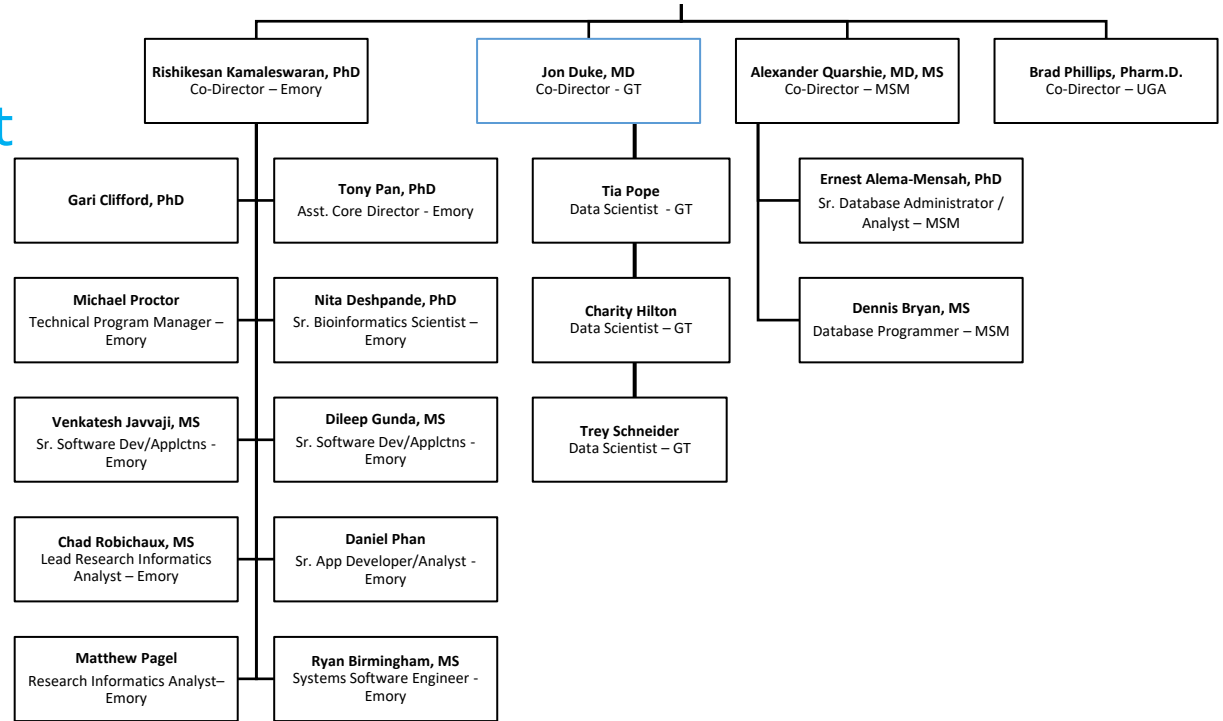 Rishikesan Kamaleswaran, PhD
Co-Director – Emory
Jon Duke, MD
Co-Director - GT
Alexander Quarshie, MD, MS
Co-Director – MSM
Brad Phillips, Pharm.D.
Co-Director – UGA
t
Gari Clifford, PhD
Tony Pan, PhD
Asst. Core Director - Emory
Tia Pope
Data Scientist - GT
Ernest Alema-Mensah, PhD
Sr. Database Administrator /
Analyst – MSM
Michael Proctor
Technical Program Manager –
Emory
Nita Deshpande, PhD
Sr. Bioinformatics Scientist –
Emory
Charity Hilton
Data Scientist – GT
Dennis Bryan, MS
Database Programmer – MSM
Venkatesh Javvaji, MS
Sr. Software Dev/Applctns -
Emory
Dileep Gunda, MS
Sr. Software Dev/Applctns -
Emory
Trey Schneider
Data Scientist – GT
Chad Robichaux, MS
Lead Research Informatics
Analyst – Emory
Daniel Phan
Sr. App Developer/Analyst -
Emory
Matthew Pagel
Research Informatics Analyst–
Emory
Ryan Birmingham, MS
Systems Software Engineer -
Emory